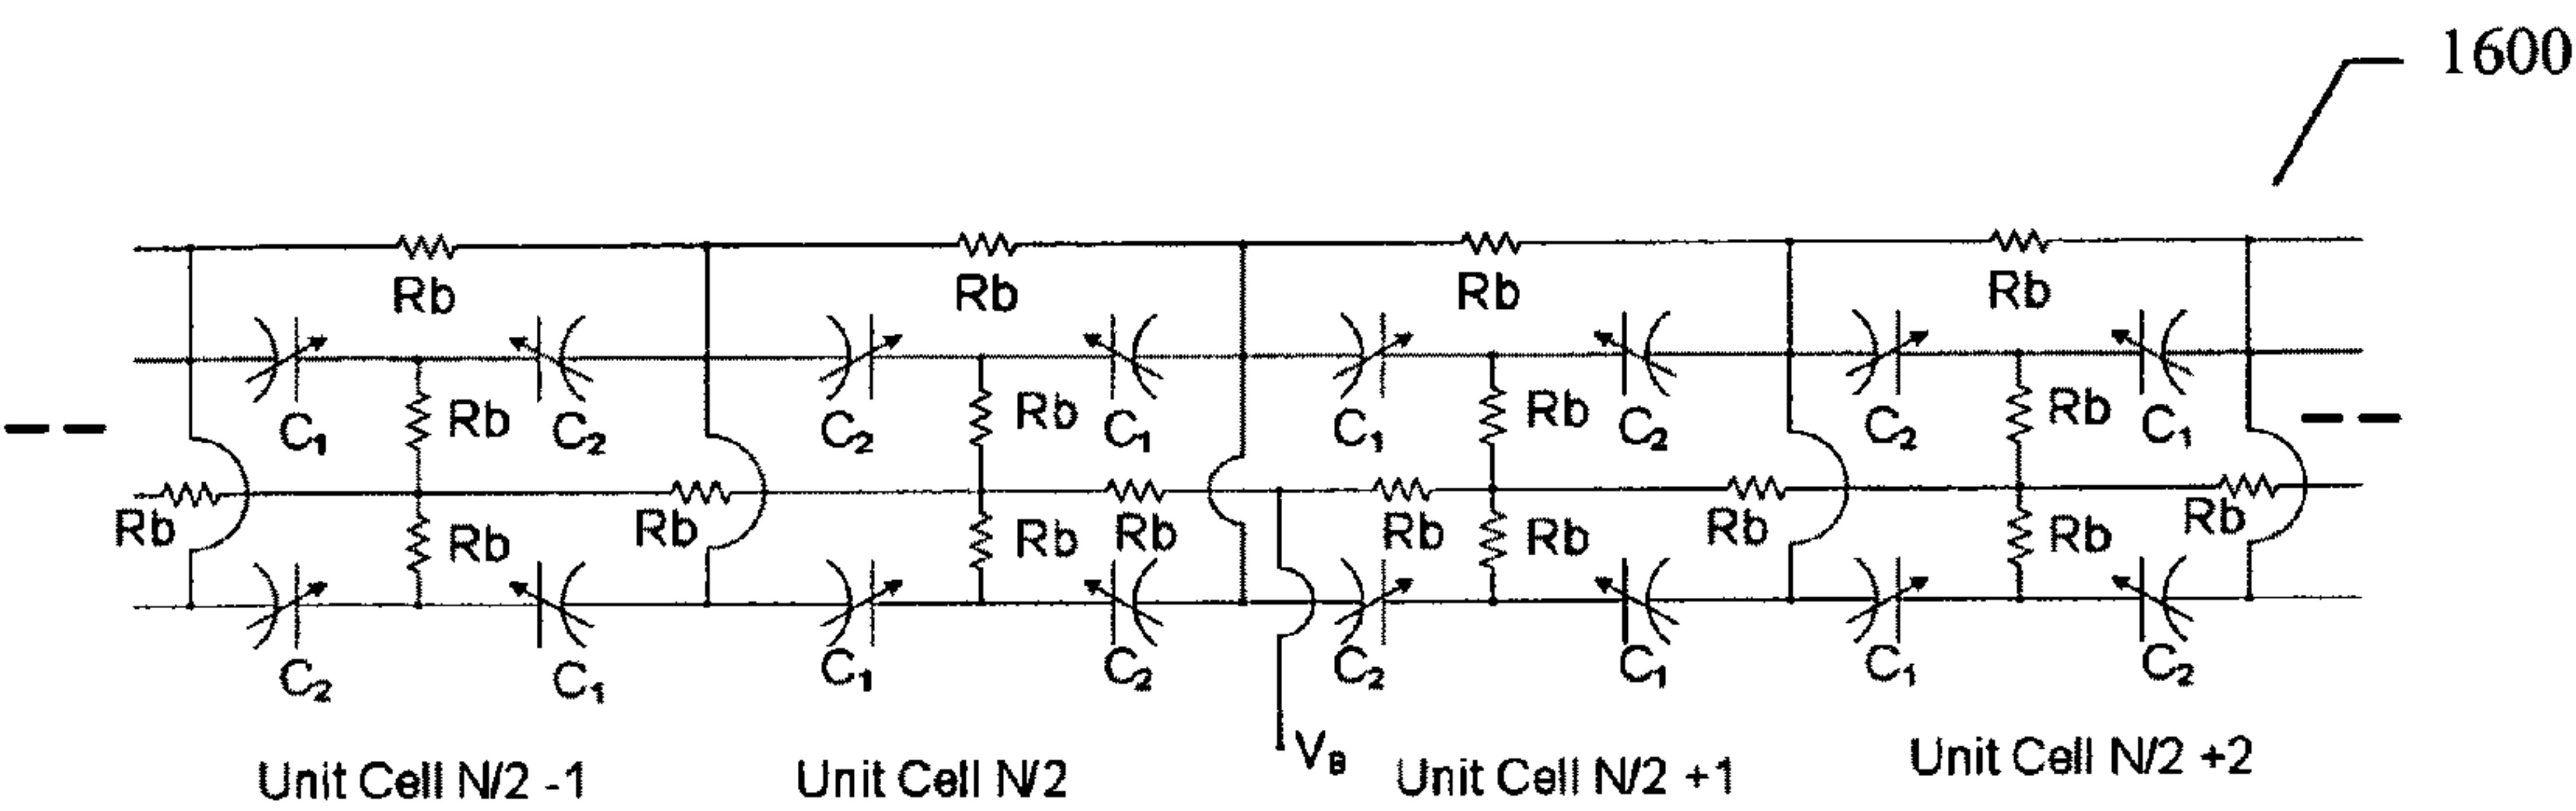 1600
Rb Rb Rb Rb
C₁ Rb C₂ C₂ Rb C₁ C₁ Rb C₂ C₂ Rb C₁
Rb Rb Rb Rb Rb Rb
Rb Rb Rb Rb
C₂ C₁ C₁ C₂ C₂ C₁ C₁ C₂
V_B
Unit Cell N/2 -1 Unit Cell N/2 Unit Cell N/2 +1 Unit Cell N/2 +2